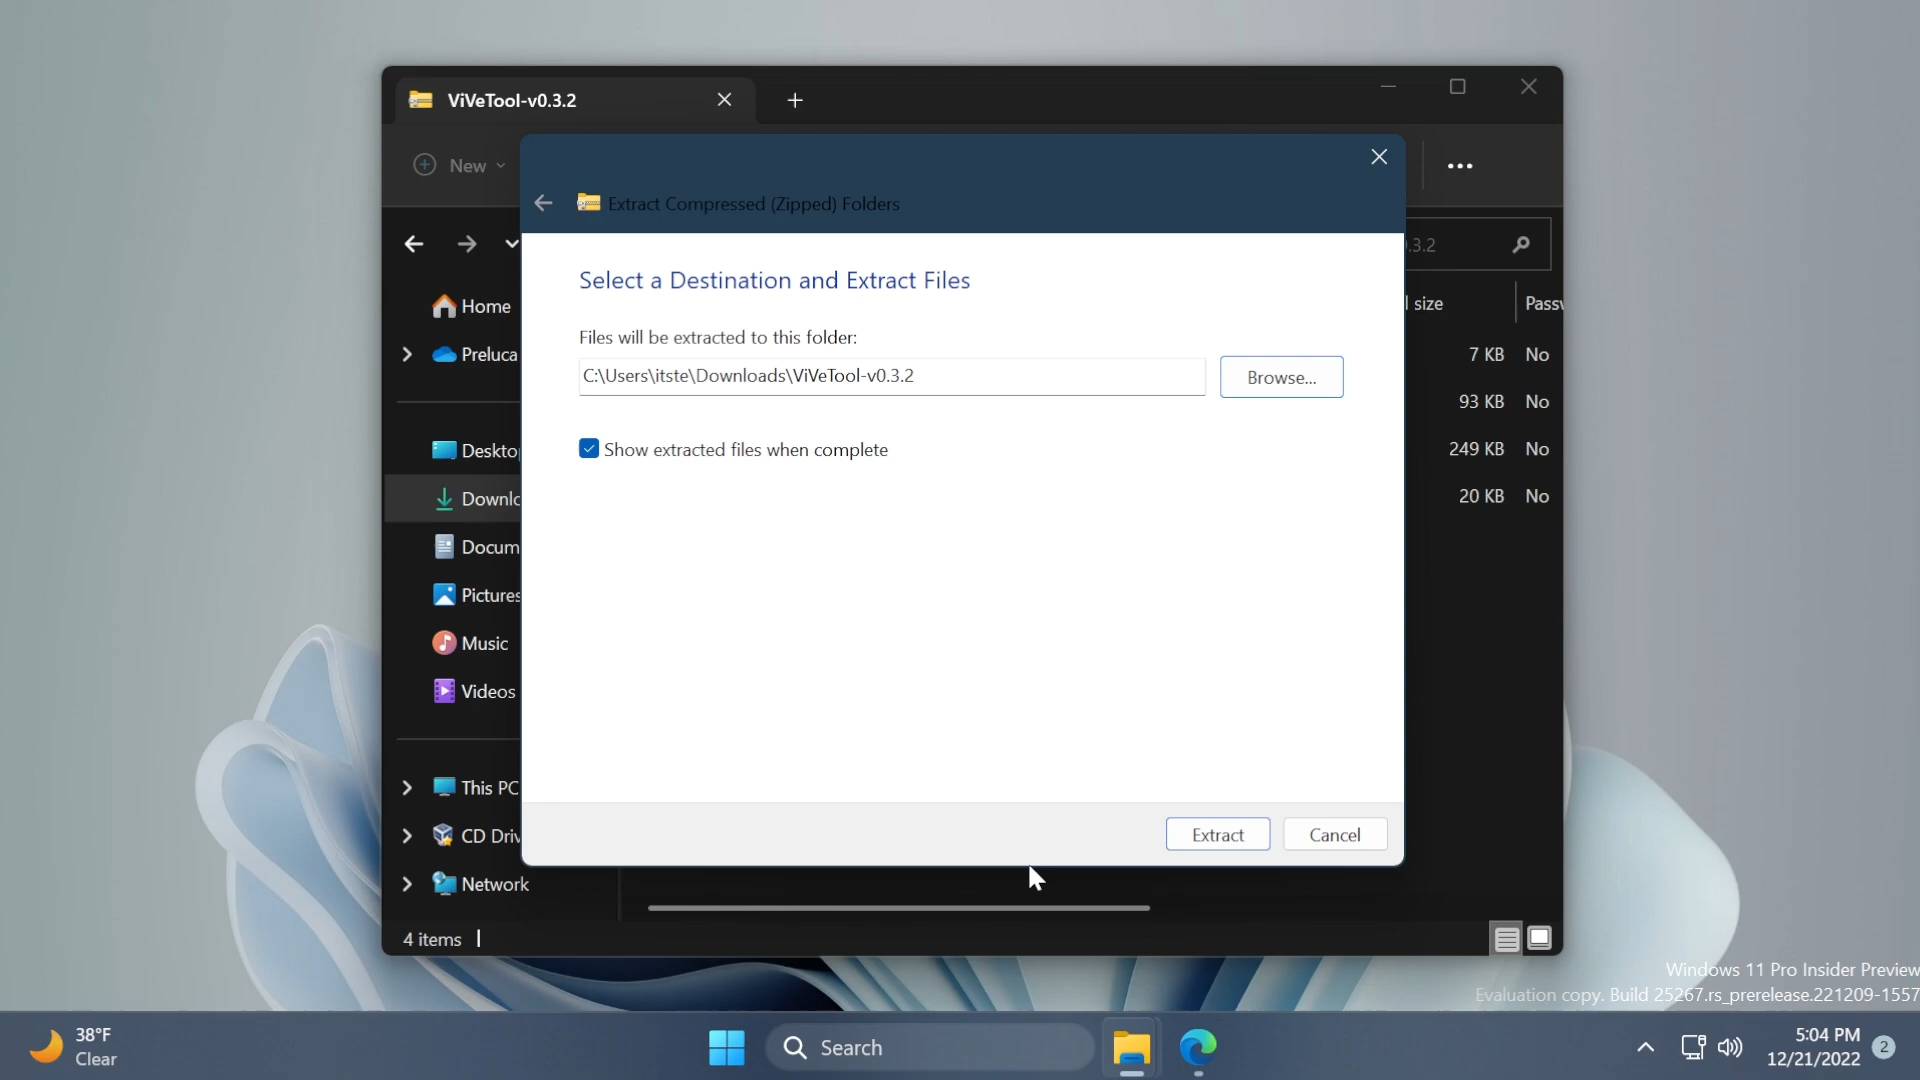 ViVeTool-v0.3.2
New
Extract Compressed (Zipped) Folders
.3.2
Home
size
Preluca
7 KB No
93 KB No
249 KB No
20 KB No
Select a Destination and Extract Files
Files will be extracted to this folder:
C:\Users\itste\Downloads\ViVeTool-v0.3.2
Browse...
Show extracted files when complete
Deskto
Downlo
Docum
Pictures
Music
Videos
This PC
CD Driv
Network
Extract Cancel
4 items
Windows 11 Pro Insider Preview
Evaluation copy. Build 25267.rs_prerelease.221209-1557
38°F
Clear
Search
5:04 PM
12/21/2022
2